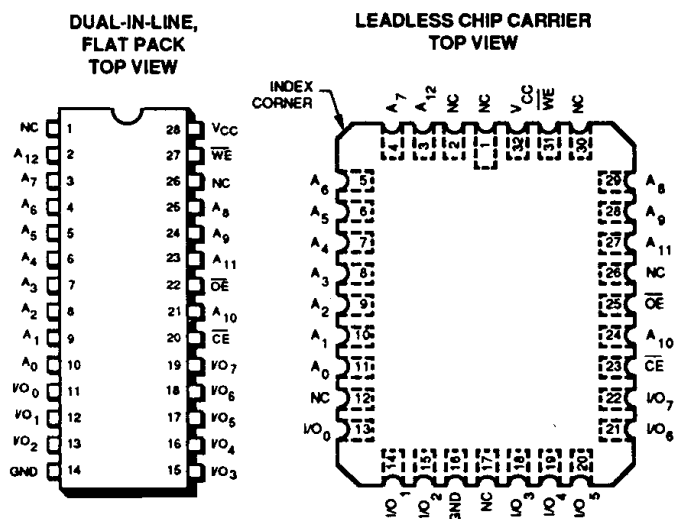 DUAL-IN-LINE,
FLAT PACK
TOP VIEW
NC 1 28 VCC
A12 2 27 WE
A7 3 26 NC
A6 4 25 A8
A5 5 24 A9
A4 6 23 A11
A3 7 22 OE
A2 8 21 A10
A1 9 20 CE
A0 10 19 I/O7
I/O0 11 18 I/O6
I/O1 12 17 I/O5
I/O2 13 16 I/O4
GND 14 15 I/O3
LEADLESS CHIP CARRIER
TOP VIEW
INDEX
CORNER
A7 A12 NC NC VCC WE NC
4 3 2 1 32 31 30
A6 5 29 A8
A5 6 28 A9
A4 7 27 A11
A3 8 26 NC
A2 9 25 OE
A1 10 24 A10
A0 11 23 CE
NC 12 22 I/O7
I/O0 13 21 I/O6
14 15 16 17 18 19 20
I/O1 I/O2 GND NC I/O3 I/O4 I/O5